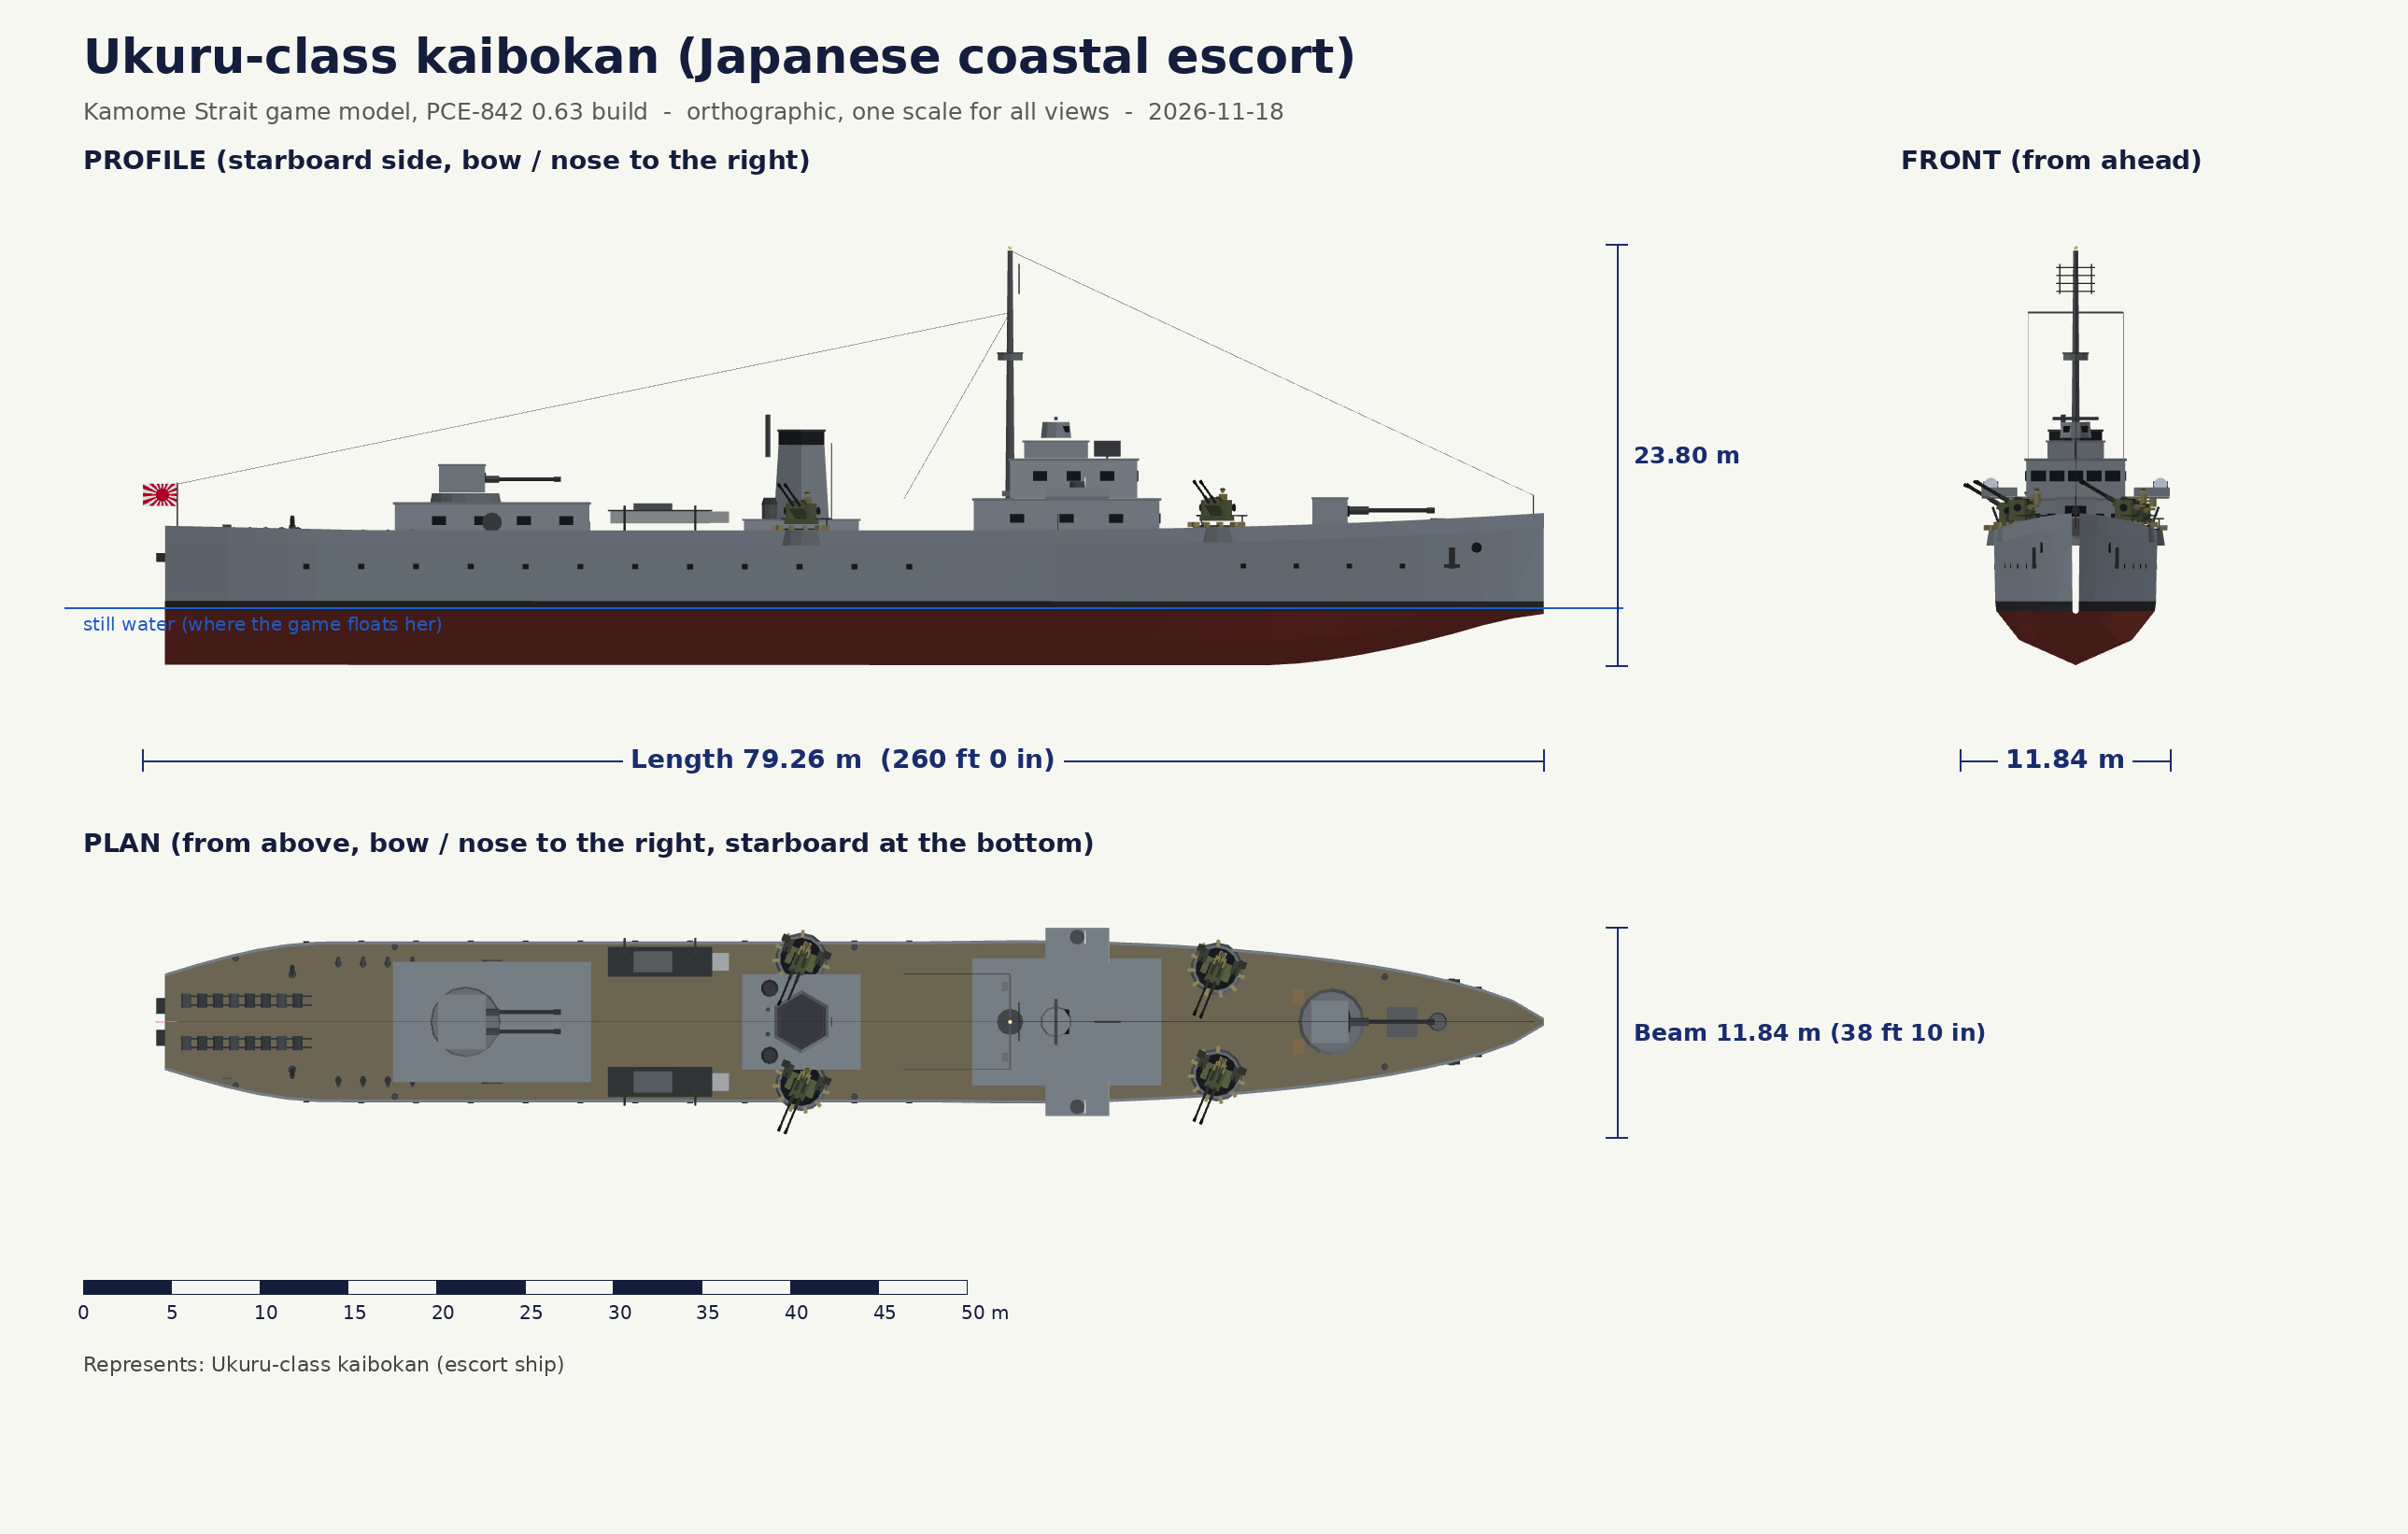 Ukuru-class kaibokan (Japanese coastal escort)
Kamome Strait game model, PCE-842 0.63 build  -  orthographic, one scale for all views  -  2026-11-18
PROFILE (starboard side, bow / nose to the right)
FRONT (from ahead)
23.80 m
still water (where the game floats her)
Length 79.26 m  (260 ft 0 in)
11.84 m
PLAN (from above, bow / nose to the right, starboard at the bottom)
Beam 11.84 m (38 ft 10 in)
0 5 10 15 20 25 30 35 40 45 50 m
Represents: Ukuru-class kaibokan (escort ship)